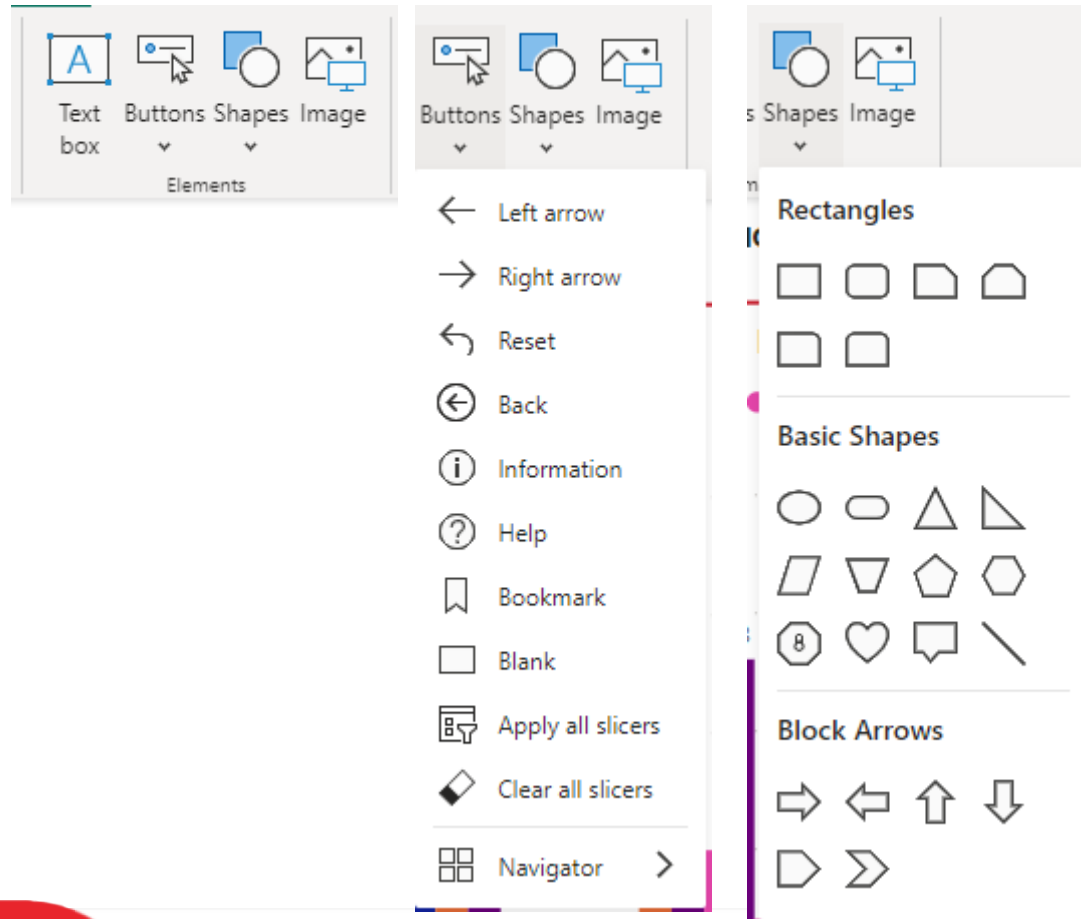 Text box
Buttons
Shapes
Image
Elements
Buttons
Shapes
Image
Left arrow
Right arrow
Reset
Back
Information
Help
Bookmark
Blank
Apply all slicers
Clear all slicers
Navigator
s Shapes
Image
Rectangles
Basic Shapes
8
Block Arrows